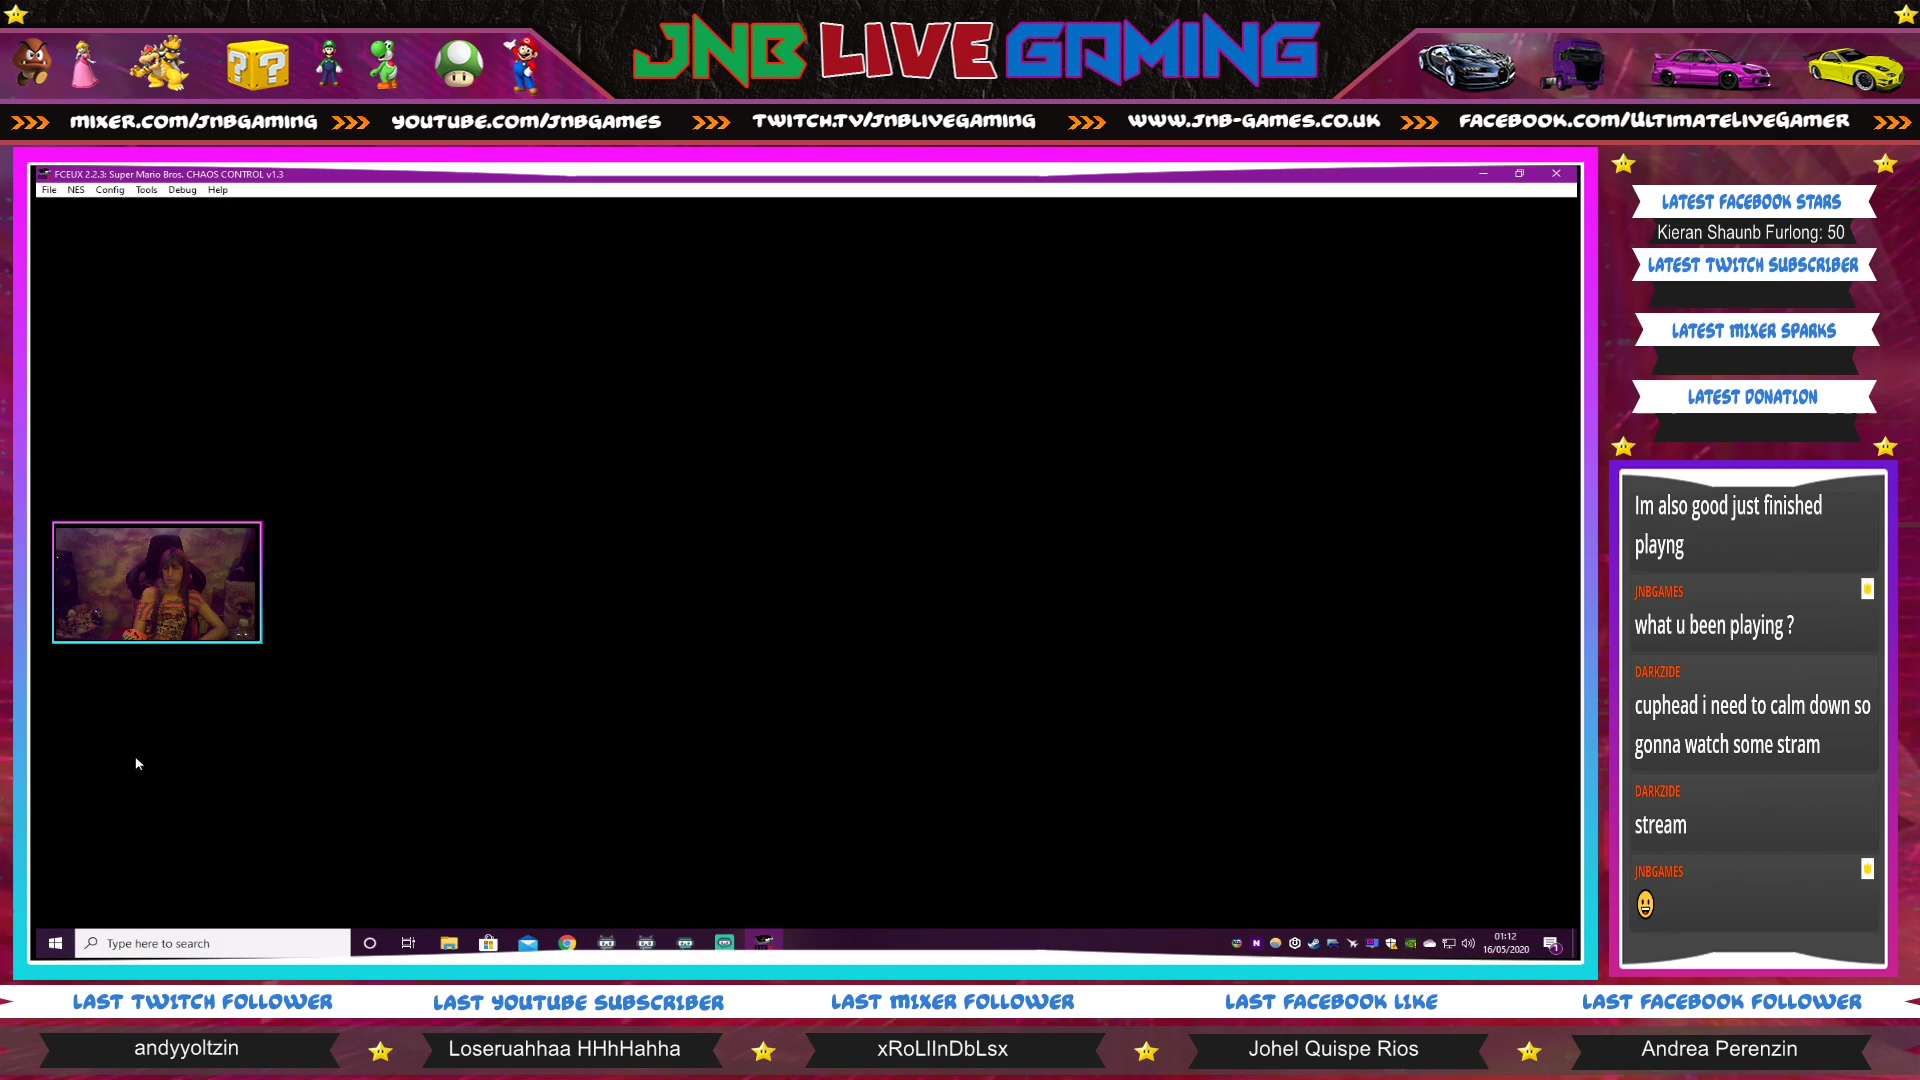 JNB LIVE GAMING
MIXER.COM/JNBGAMING
YOUTUBE.COM/JNBGAMES
TWITCH.TV/JNBLIVEGAMING
WWW.JNB-GAMES.CO.UK
FACEBOOK.COM/ULTIMATELIVEGAMER
FCEUX 2.2.3: Super Mario Bros. CHAOS CONTROL v1.3
File NES Config Tools Debug Help
LATEST FACEBOOK STARS
Kieran Shaunb Furlong: 50
LATEST TWITCH SUBSCRIBER
LATEST MIXER SPARKS
LATEST DONATION
Im also good just finished
playng
JNBGAMES
what u been playing ?
DARKZIDE
cuphead i need to calm down so
gonna watch some stram
DARKZIDE
stream
JNBGAMES
Type here to search
01:12
16/05/2020
LAST TWITCH FOLLOWER
LAST YOUTUBE SUBSCRIBER
LAST MIXER FOLLOWER
LAST FACEBOOK LIKE
LAST FACEBOOK FOLLOWER
andyyoltzin
Loseruahhaa HHhHahha
xRoLlInDbLsx
Johel Quispe Rios
Andrea Perenzin